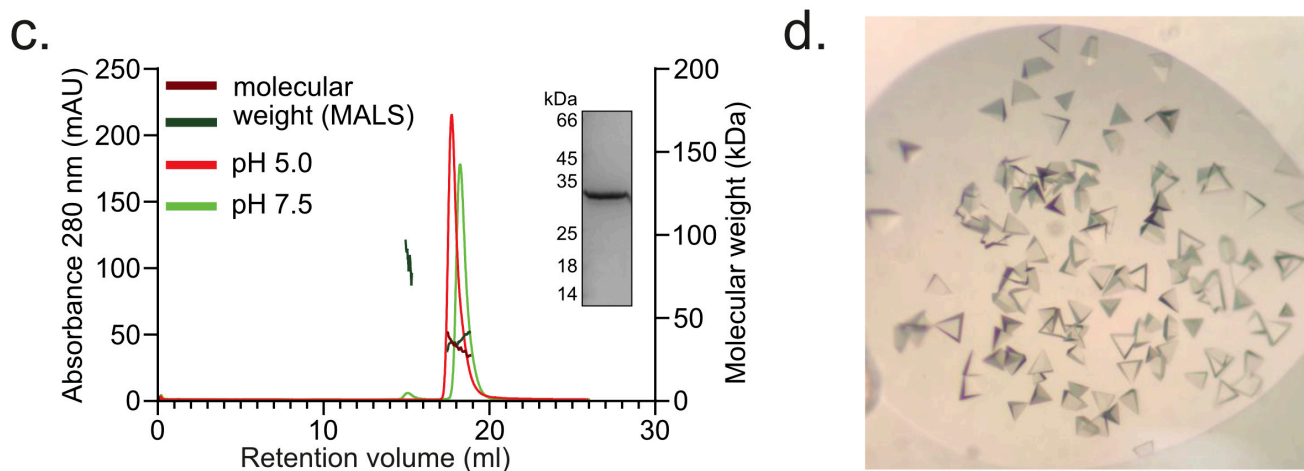 c.
d.
Absorbance 280 nm (mAU)
250
200
150
100
50
0
molecular
weight (MALS)
pH 5.0
pH 7.5
kDa
66
45
35
25
18
14
200
150
100
50
0
Molecular weight (kDa)
0
10
20
30
Retention volume (ml)